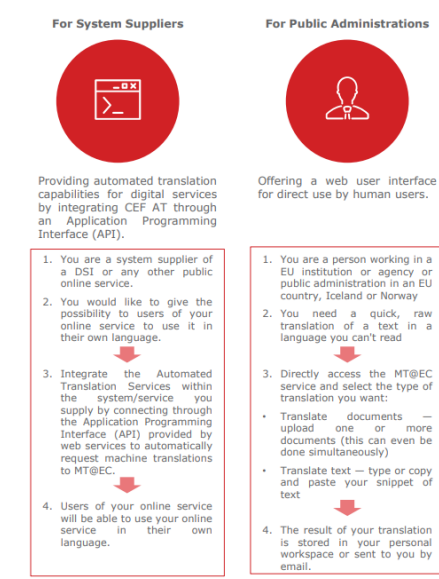 For System Suppliers
Providing automated translation
capabilities for digital services
by integrating CEF AT through
an Application Programming
Interface (API).
1. You are a system supplier of
a DSI or any other public
online service.
2. You would like to give the
possibility to users of your
online service to use it in
their own language.
3. Integrate the Automated
Translation Services within
the system/service you
supply by connecting through
the Application Programming
Interface (API) provided by
web services to automatically
request machine translations
to MT@EC.
4. Users of your online service
will be able to use your online
service in their own
language.
For Public Administrations
Offering a web user interface
for direct use by human users.
1. You are a person working in a
EU institution or agency or
public administration in an EU
country, Iceland or Norway
2. You need a quick, raw
translation of a text in a
language you can't read
3. Directly access the MT@EC
service and select the type of
translation you want:
• Translate documents —
upload one or more
documents (this can even be
done simultaneously)
• Translate text — type or copy
and paste your snippet of
text
4. The result of your translation
is stored in your personal
workspace or sent to you by
email.